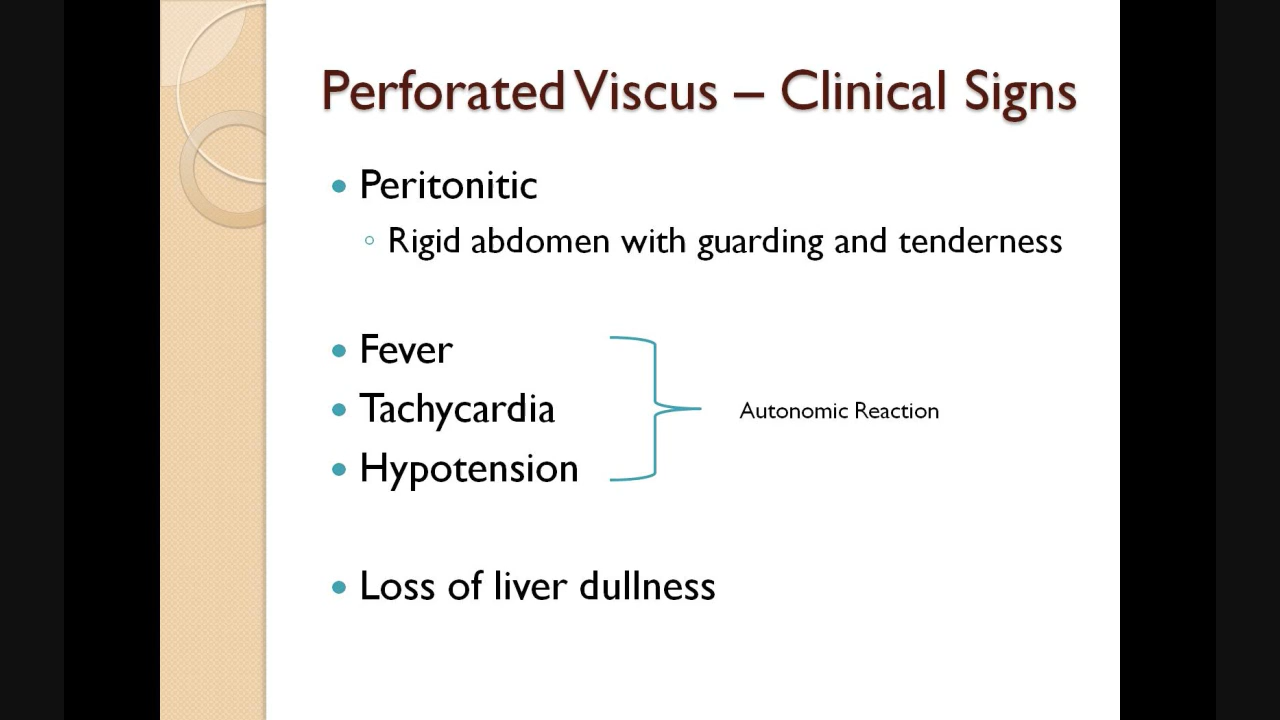 Perforated Viscus – Clinical Signs
Peritonitic
Rigid abdomen with guarding and tenderness
Fever
Tachycardia
Autonomic Reaction
Hypotension
Loss of liver dullness